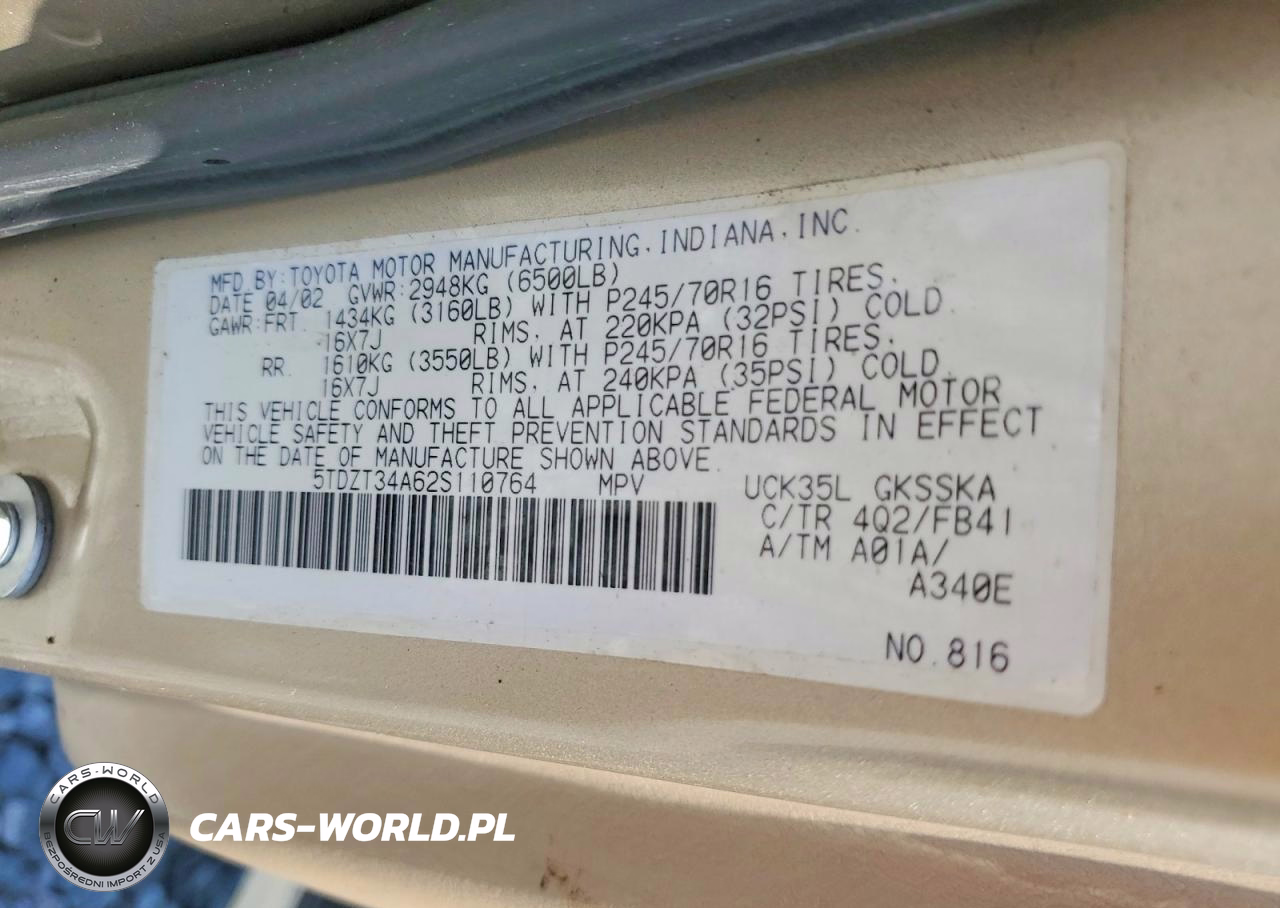 MFD BY:TOYOTA MOTOR MANUFACTURING,INDIANA,INC.
DATE 04/02 GVWR:2948KG (6500LB)
GAWR:FRT. 1434KG (3160LB) WITH P245/70R16 TIRES,
16X7J RIMS, AT 220KPA (32PSI) COLD.
RR. 1610KG (3550LB) WITH P245/70R16 TIRES,
16X7J RIMS, AT 240KPA (35PSI) COLD.
THIS VEHICLE CONFORMS TO ALL APPLICABLE FEDERAL MOTOR
VEHICLE SAFETY AND THEFT PREVENTION STANDARDS IN EFFECT
ON THE DATE OF MANUFACTURE SHOWN ABOVE.
5TDZT34A62S110764 MPV UCK35L GKSSKA
C/TR 4Q2/FB41
A/TM A01A/
A340E
NO.816
CARS-WORLD
CW
BEZPOŚREDNI IMPORT Z USA
CARS-WORLD.PL